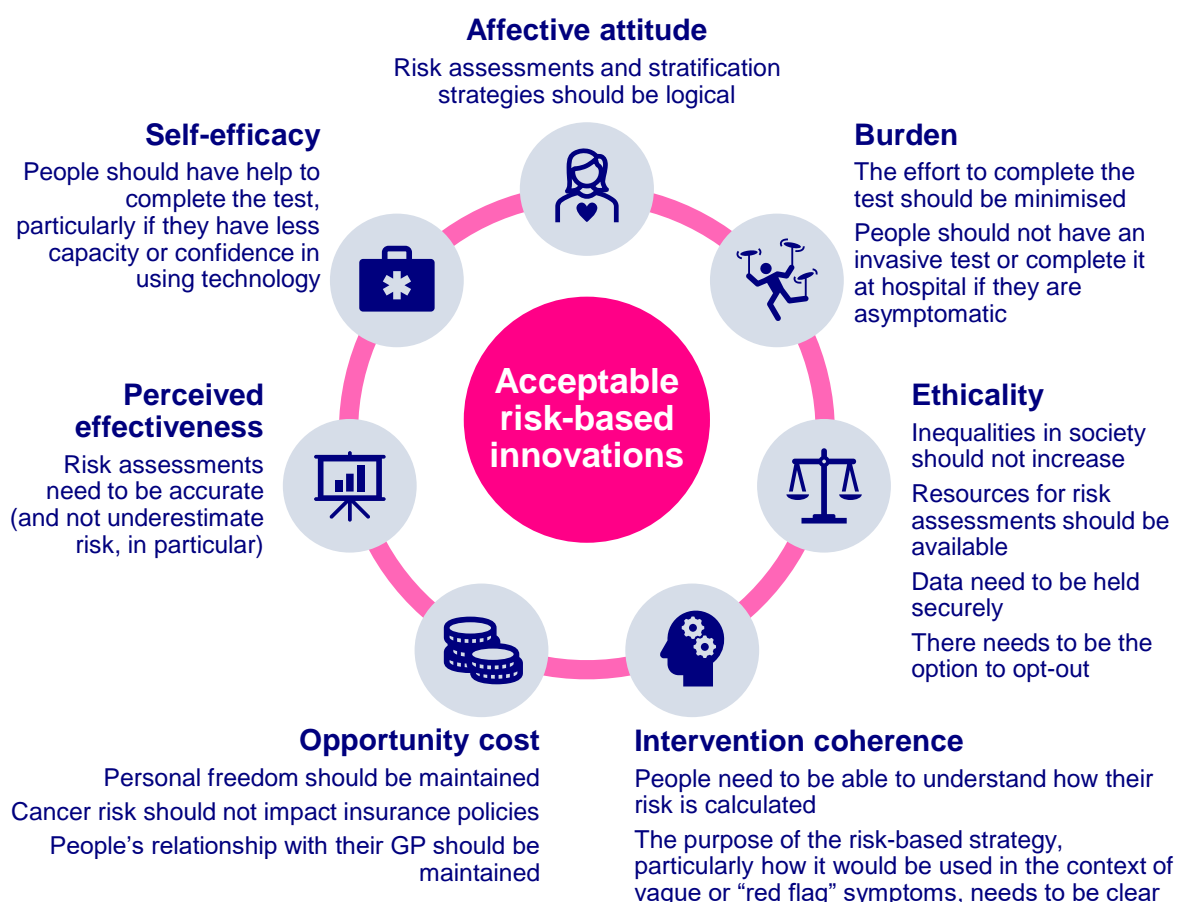 Affective attitude
Risk assessments and stratification
strategies should be logical
Self-efficacy
People should have help to
complete the test,
particularly if they have less
capacity or confidence in
using technology
Burden
The effort to complete the
test should be minimised
People should not have an
invasive test or complete it
at hospital if they are
asymptomatic
Acceptable
risk-based
innovations
Perceived
effectiveness
Risk assessments
need to be accurate
(and not underestimate
risk, in particular)
Ethicality
Inequalities in society
should not increase
Resources for risk
assessments should be
available
Data need to be held
securely
There needs to be the
option to opt-out
Opportunity cost
Personal freedom should be maintained
Cancer risk should not impact insurance policies
People’s relationship with their GP should be
maintained
Intervention coherence
People need to be able to understand how their
risk is calculated
The purpose of the risk-based strategy,
particularly how it would be used in the context of
vague or “red flag” symptoms, needs to be clear